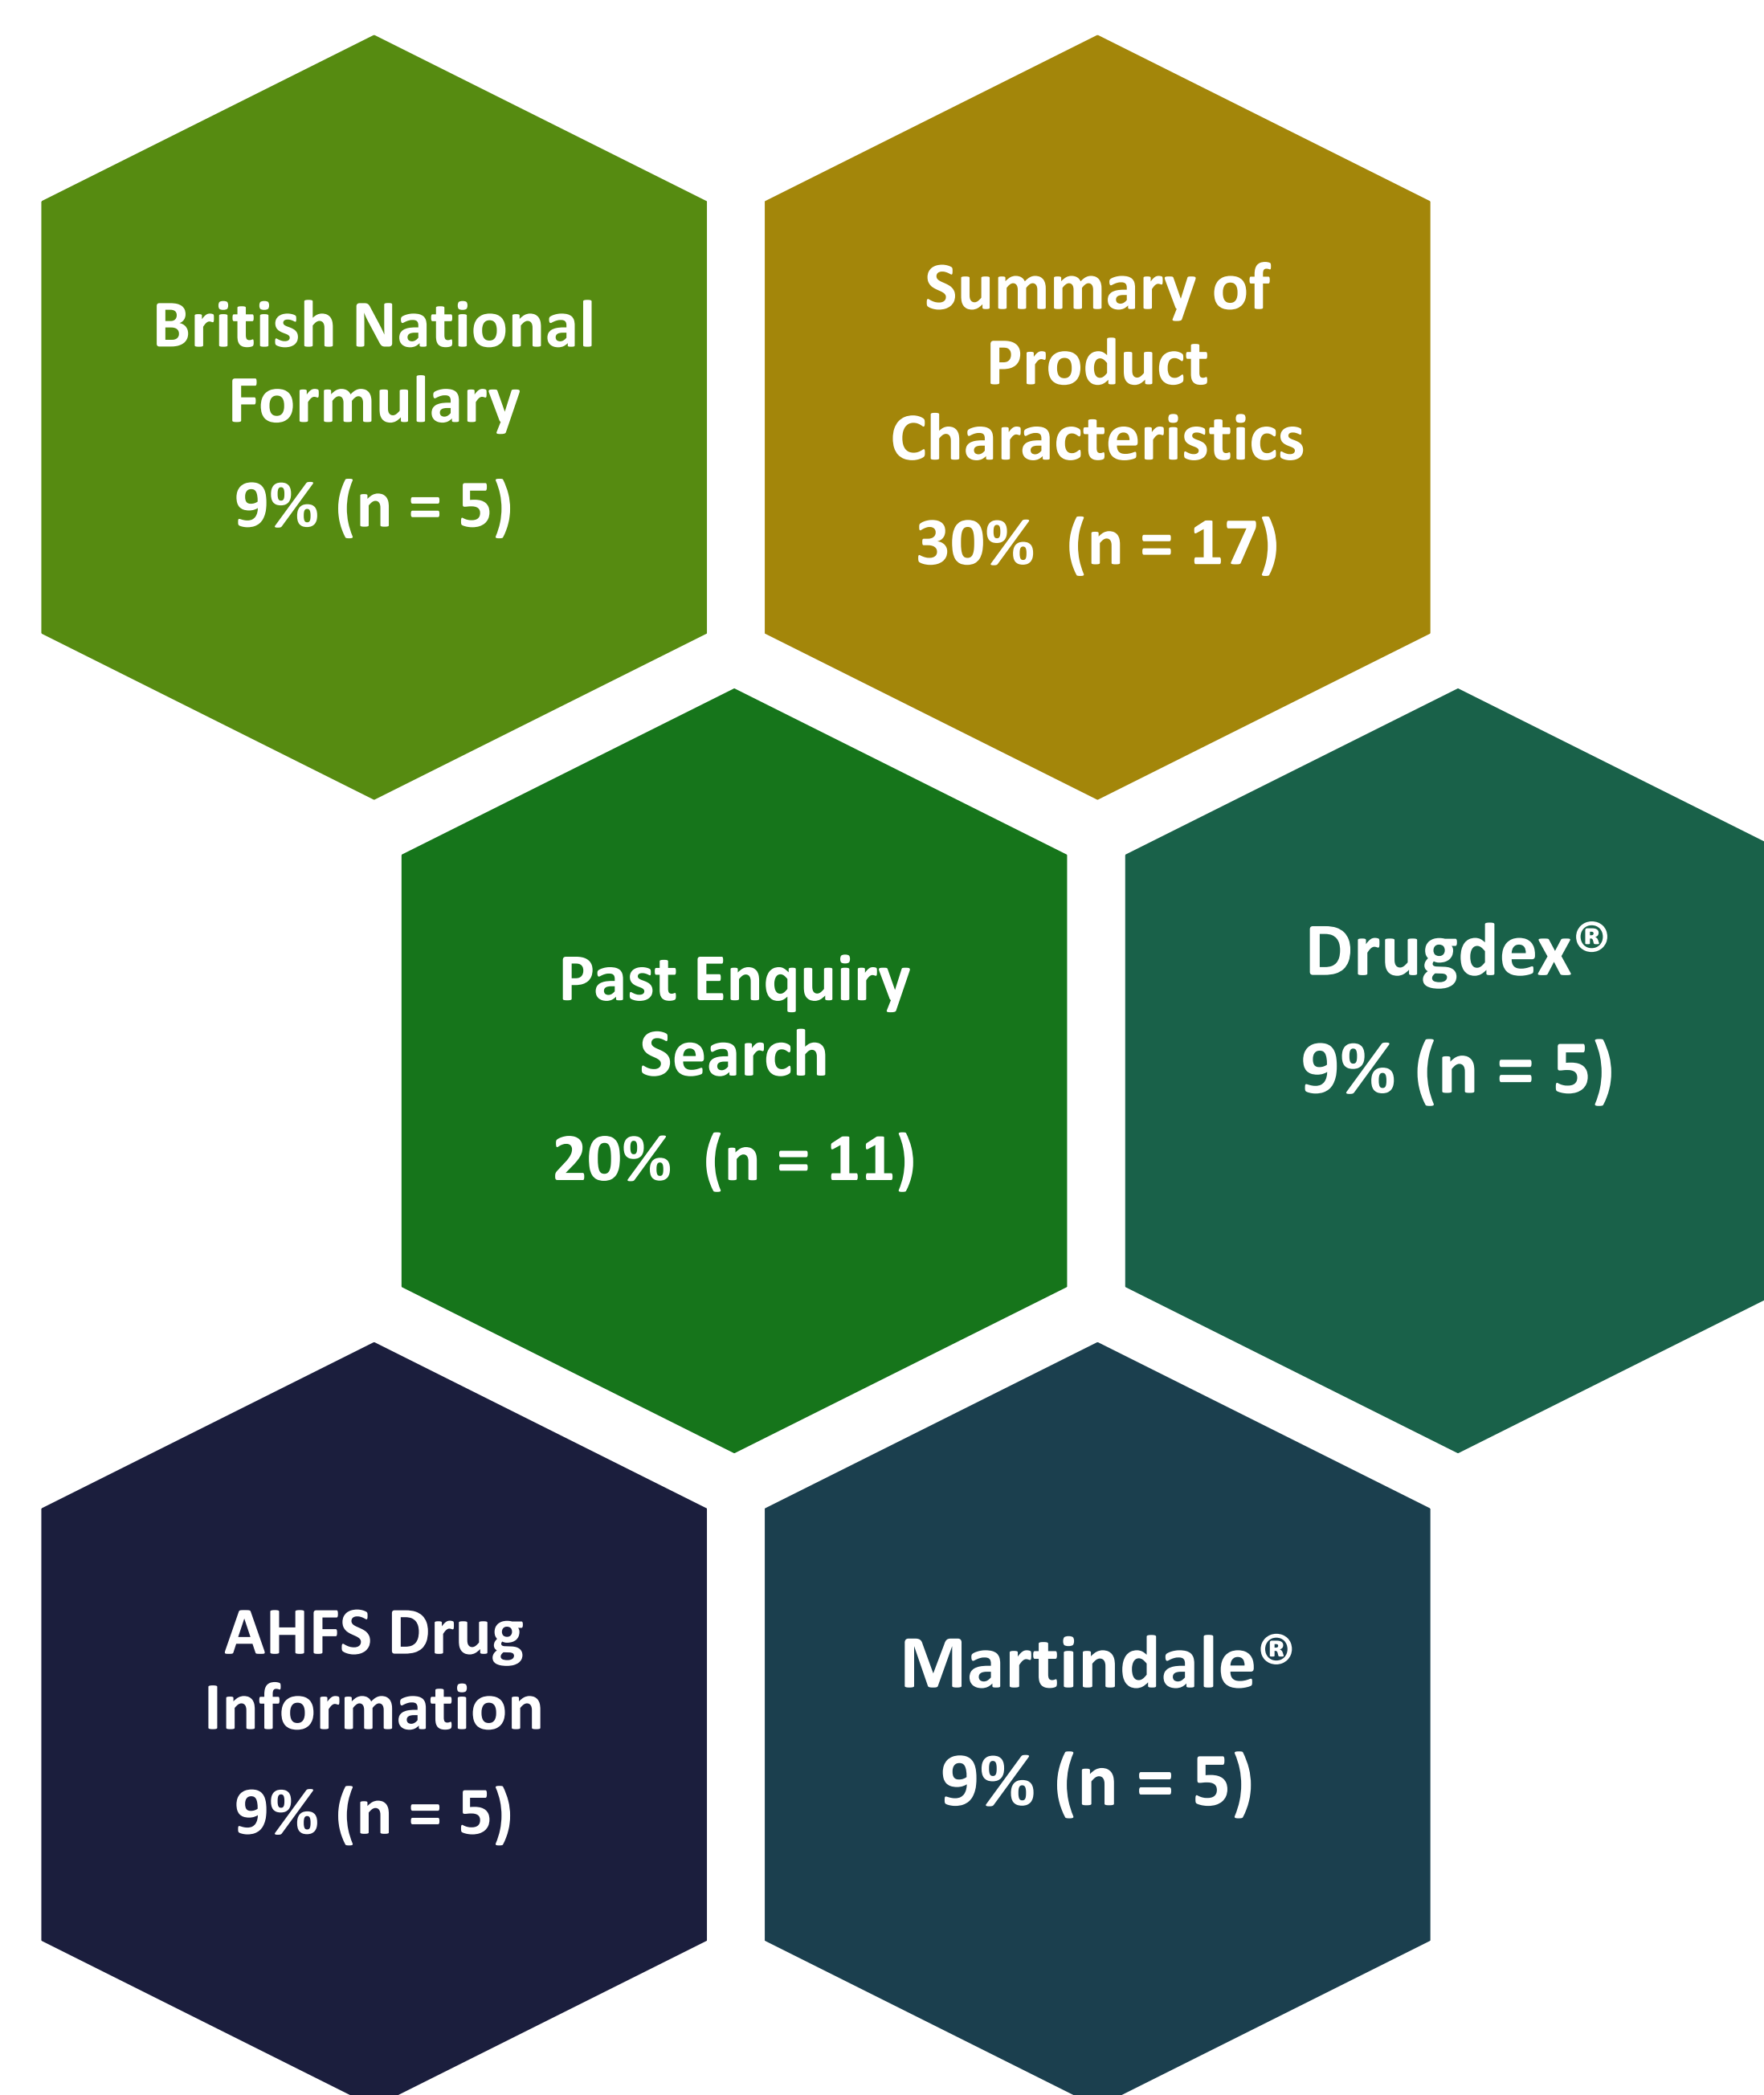 British National
Formulary
9% (n = 5)
Summary of
Product
Characteristics
30%  (n = 17)
Past Enquiry
Search
20%  (n = 11)
Drugdex®
9% (n = 5)
AHFS Drug
Information
9% (n = 5)
Martindale®
9% (n = 5)